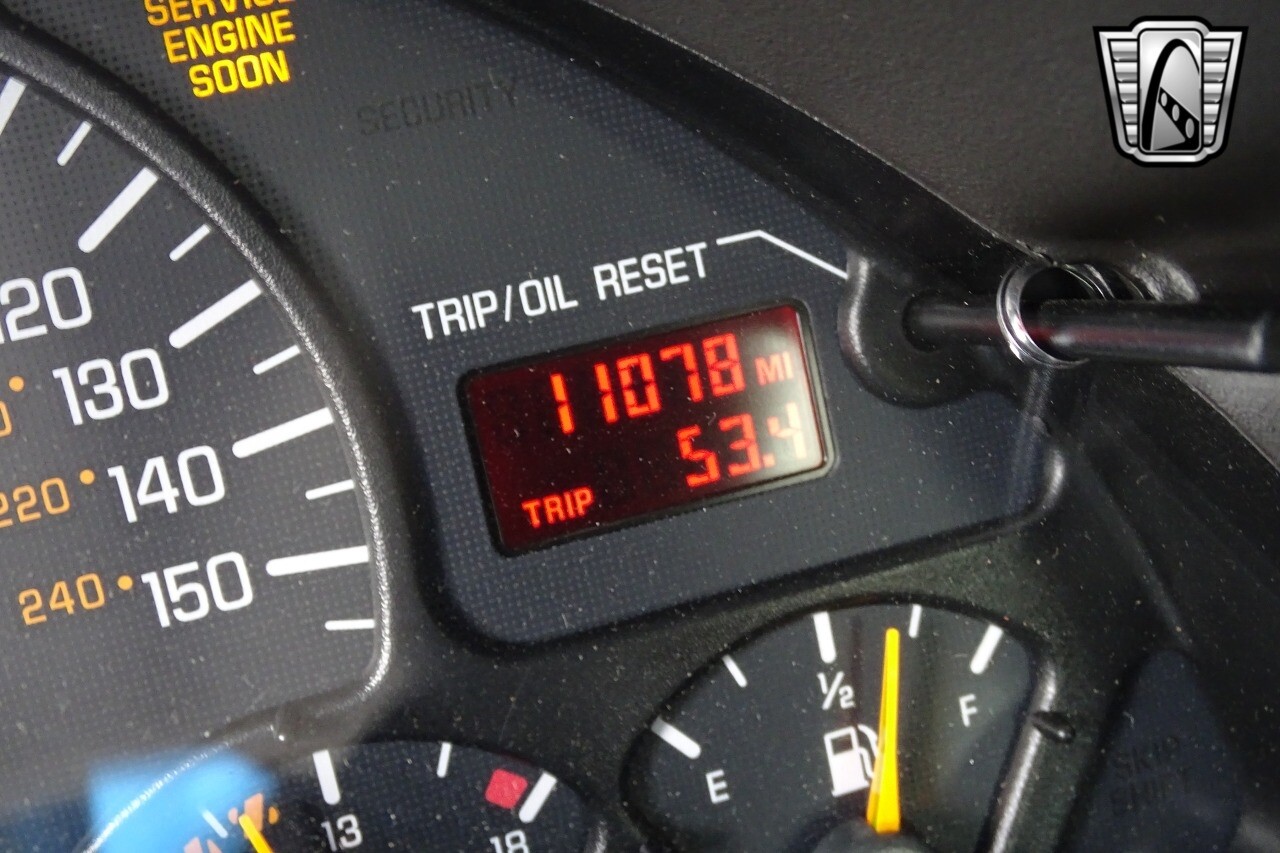 SERVICE
ENGINE
SOON
SECURITY
TRIP/OIL RESET
11078 MI
53.4
TRIP
120
130
140
220
150
240
1/2
E
F
13
18
SKIP